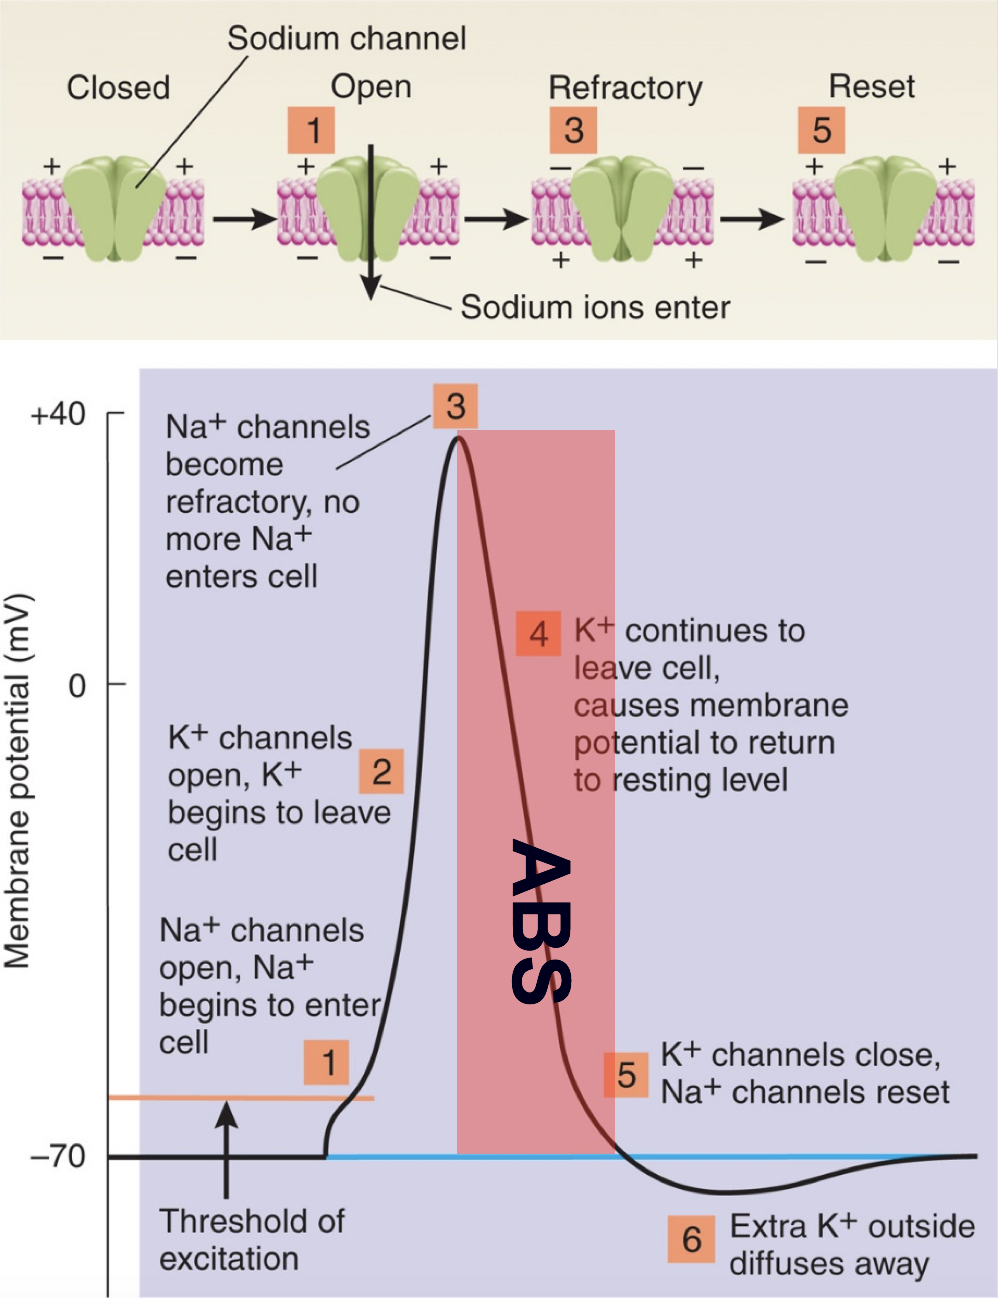 Sodium channel
Closed
Open
Refractory
Reset
1
3
5
+ +
+ +
– –
+ +
– –
– –
+ +
– –
Sodium ions enter
+40
3
Na+ channels
become
refractory, no
more Na+
enters cell
4
K+ continues to
leave cell,
causes membrane
potential to return
to resting level
0
Membrane potential (mV)
K+ channels
open, K+
begins to leave
cell
2
ABS
Na+ channels
open, Na+
begins to enter
cell
1
5
K+ channels close,
Na+ channels reset
–70
Threshold of
excitation
6
Extra K+ outside
diffuses away